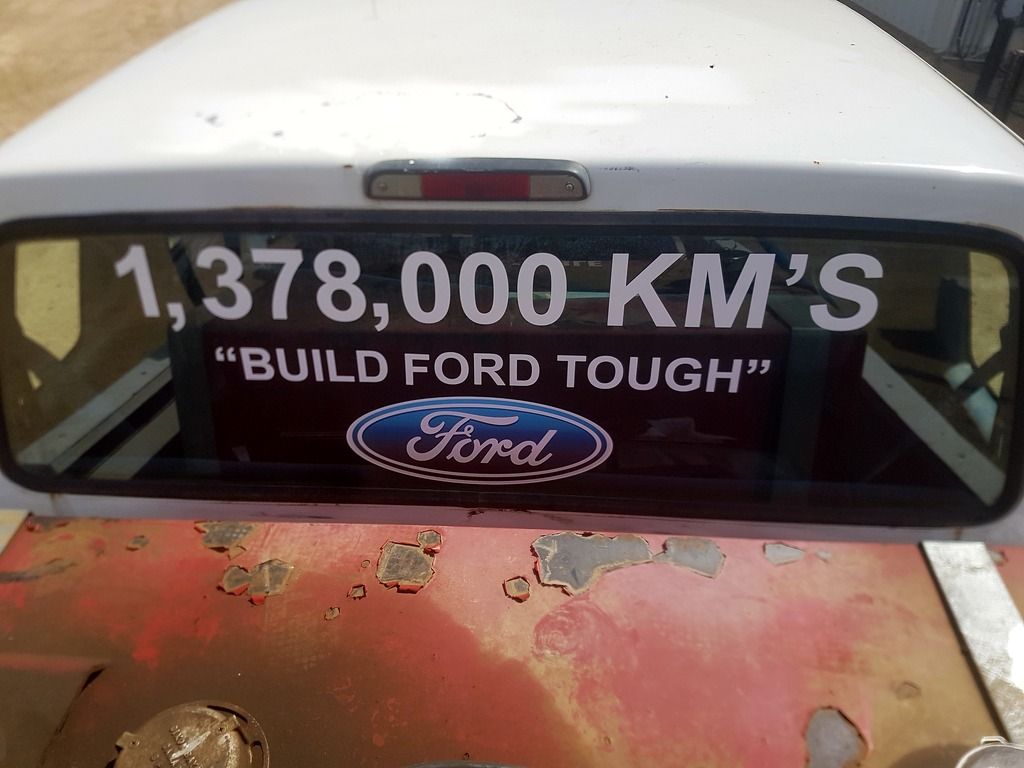 1,378,000 KM'S
“BUILD FORD TOUGH”
Ford